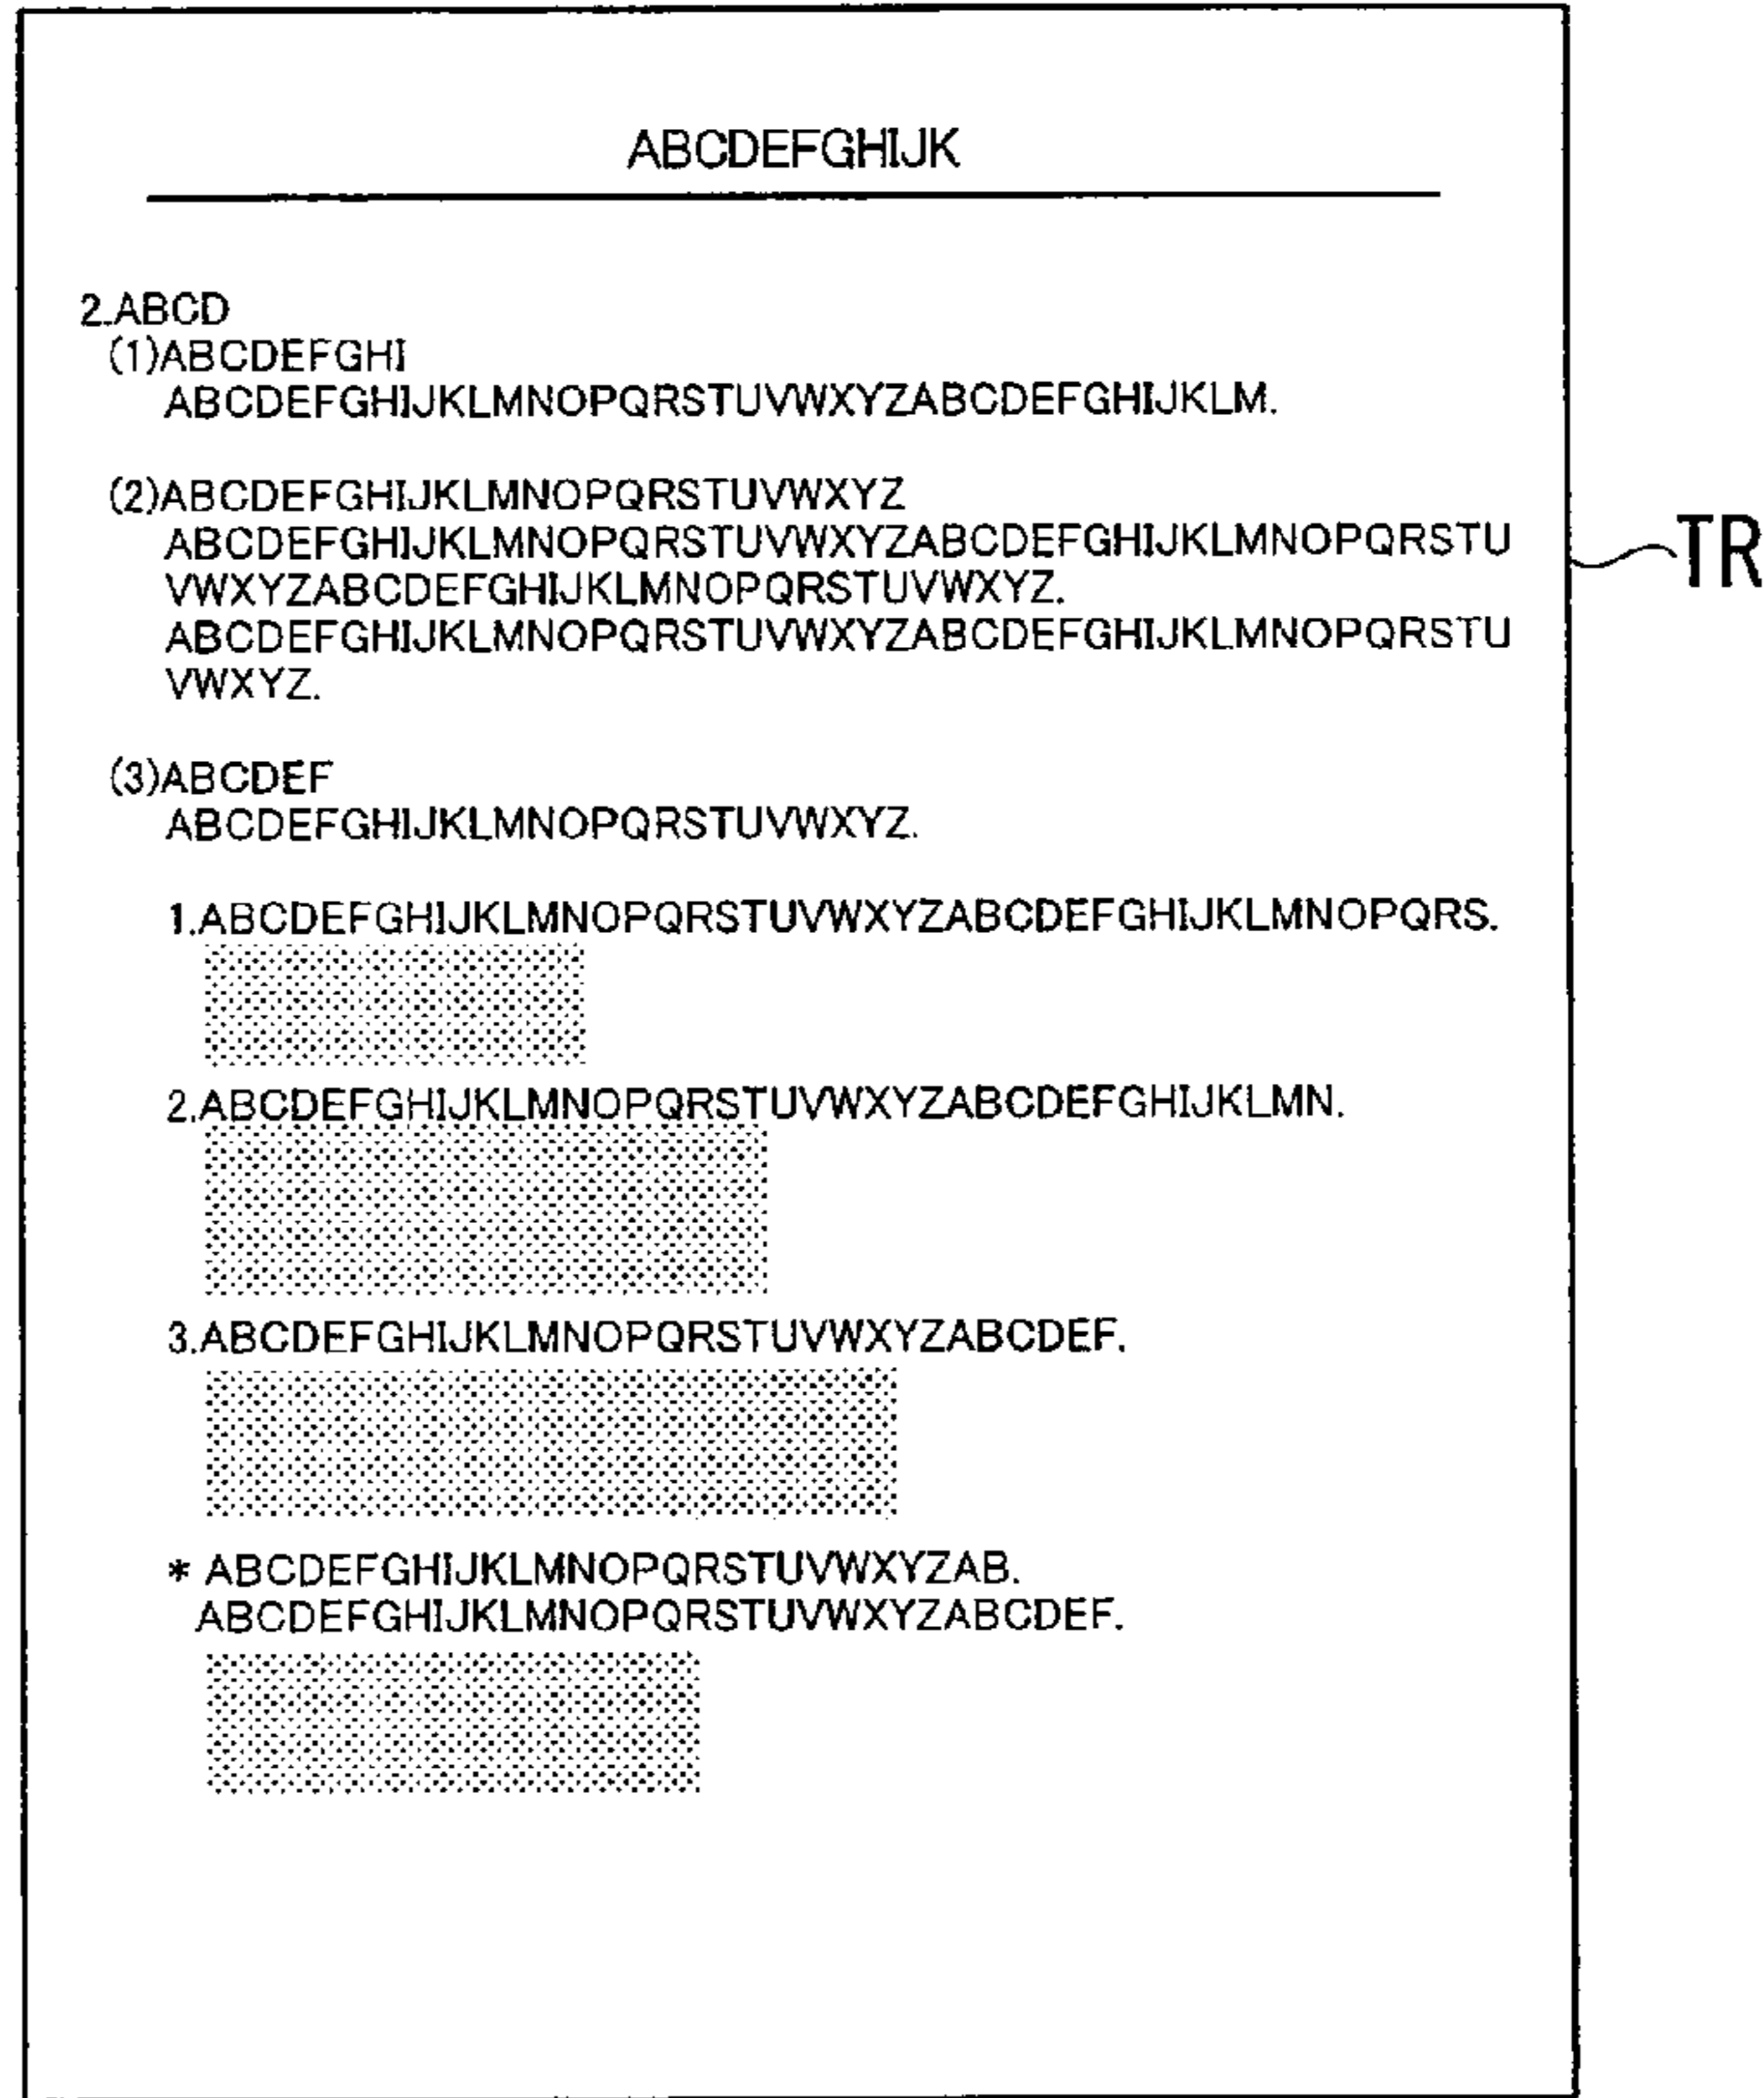 ABCDEFGHIJK
2.ABCD
(1)ABCDEFGHI
ABCDEFGHIJKLMNOPQRSTUVWXYZABCDEFGHIJKLM.
(2)ABCDEFGHIJKLMNOPQRSTUVWXYZ
ABCDEFGHIJKLMNOPQRSTUVWXYZABCDEFGHIJKLMNOPQRSTU
VWXYZABCDEFGHIJKLMNOPQRSTUVWXYZ.
ABCDEFGHIJKLMNOPQRSTUVWXYZABCDEFGHIJKLMNOPQRSTU
VWXYZ.
TR
(3)ABCDEF
ABCDEFGHIJKLMNOPQRSTUVWXYZ.
1.ABCDEFGHIJKLMNOPQRSTUVWXYZABCDEFGHIJKLMNOPQRS.
2.ABCDEFGHIJKLMNOPQRSTUVWXYZABCDEFGHIJKLMN.
3.ABCDEFGHIJKLMNOPQRSTUVWXYZABCDEF.
* ABCDEFGHIJKLMNOPQRSTUVWXYZAB.
ABCDEFGHIJKLMNOPQRSTUVWXYZABCDEF.